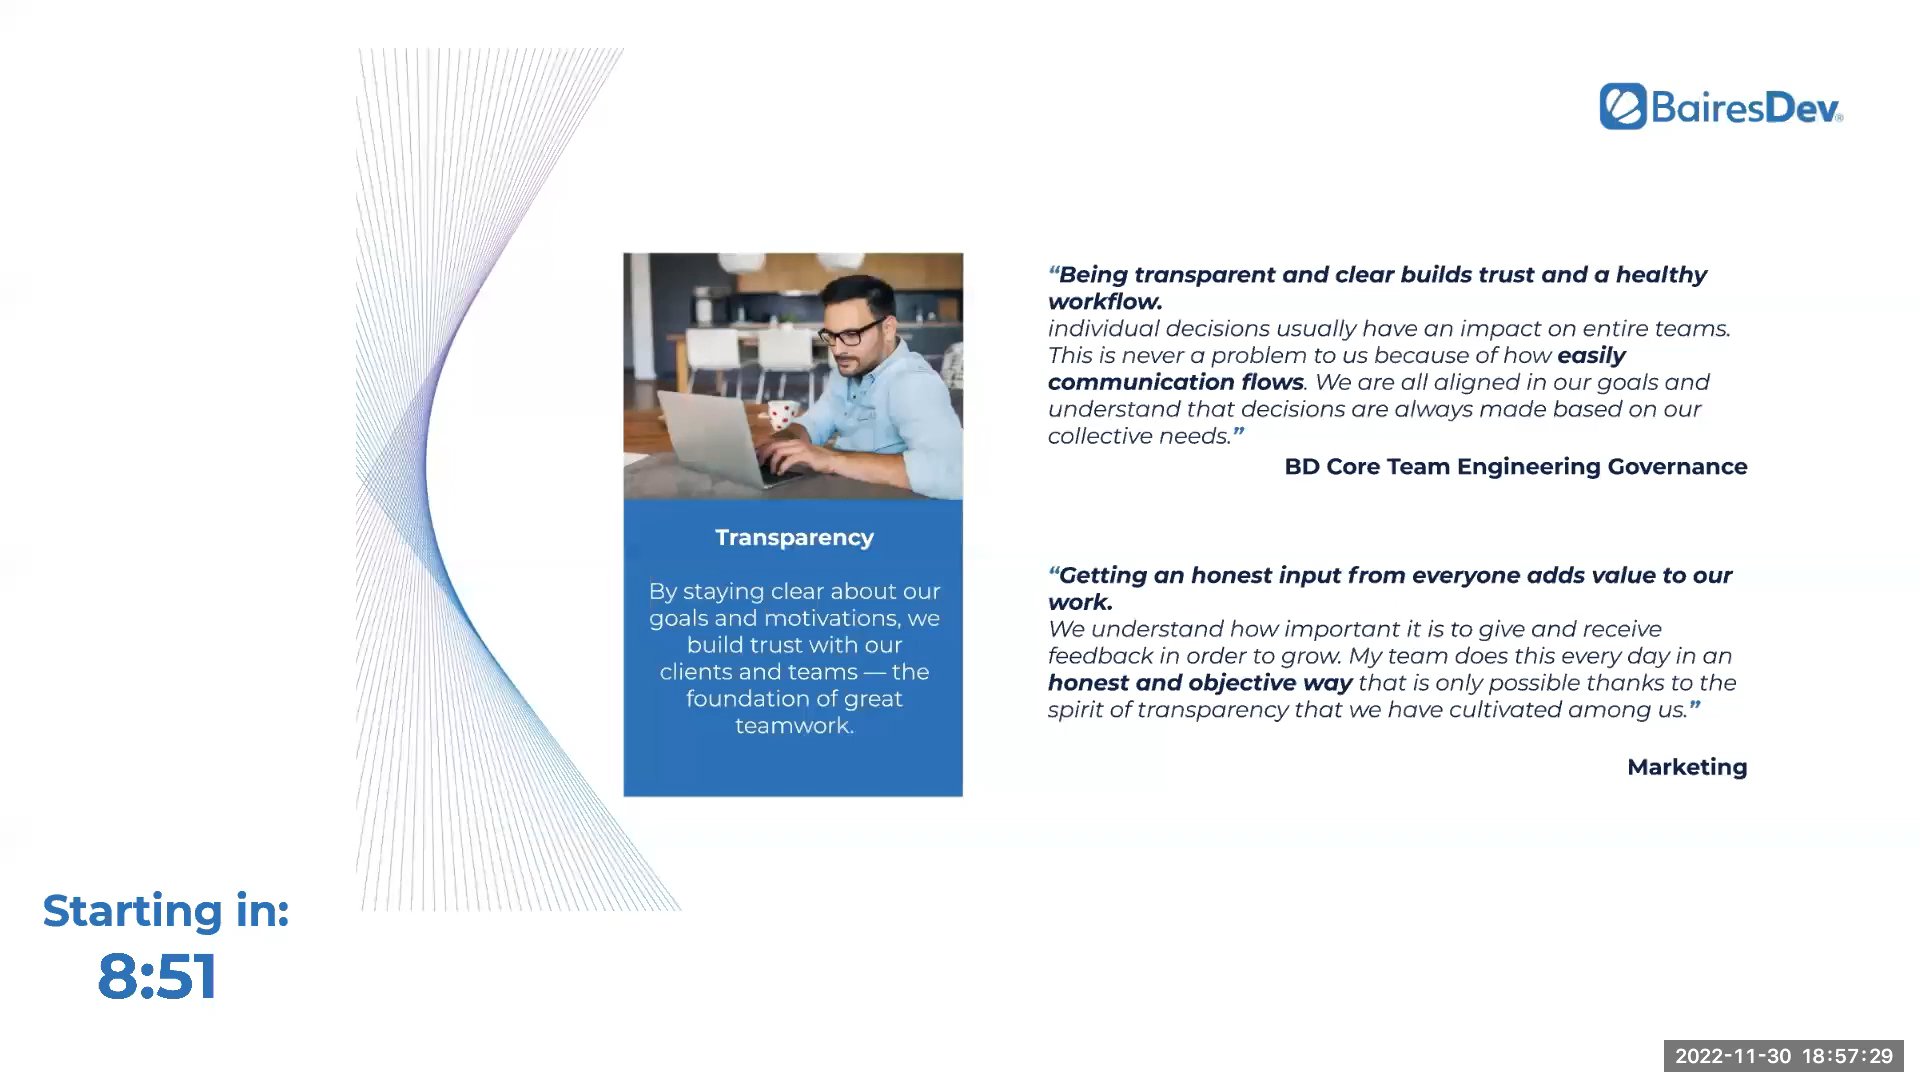 BairesDev®
“Being transparent and clear builds trust and a healthy
workflow.
individual decisions usually have an impact on entire teams.
This is never a problem to us because of how easily
communication flows. We are all aligned in our goals and
understand that decisions are always made based on our
collective needs.”
BD Core Team Engineering Governance
Transparency
By staying clear about our
goals and motivations, we
build trust with our
clients and teams — the
foundation of great
teamwork.
“Getting an honest input from everyone adds value to our
work.
We understand how important it is to give and receive
feedback in order to grow. My team does this every day in an
honest and objective way that is only possible thanks to the
spirit of transparency that we have cultivated among us.”
Marketing
Starting in:
8:51
2022-11-30 18:57:29